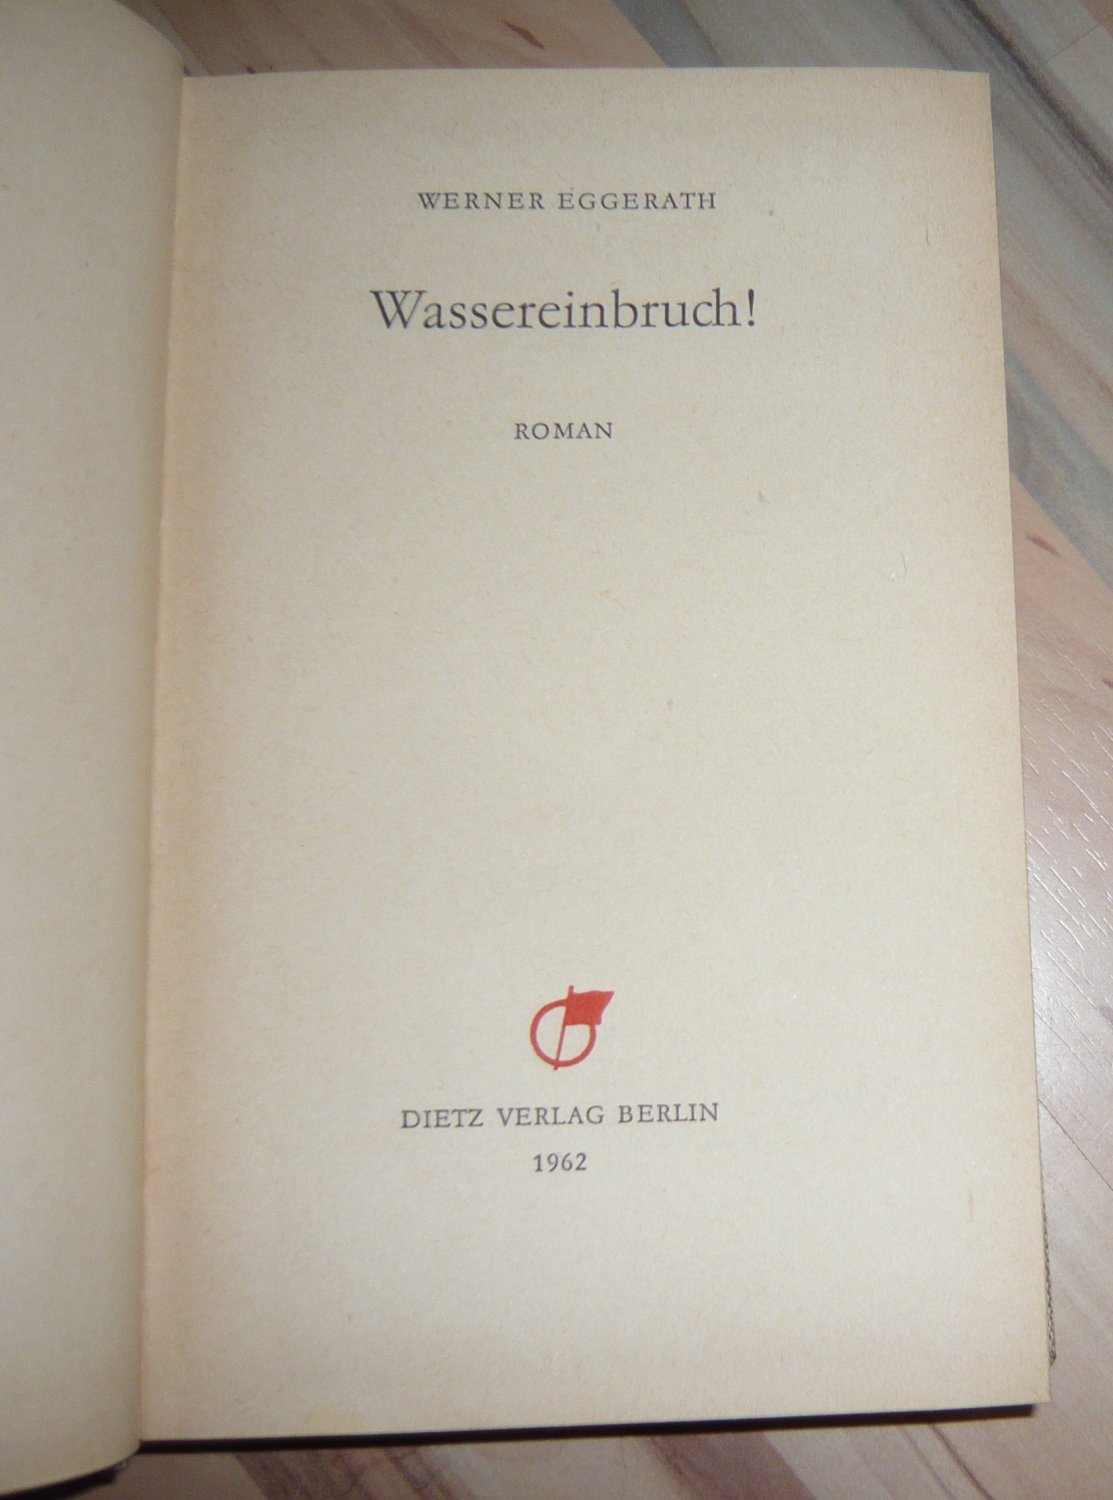 WERNER EGGERATH
Wassereinbruch!
ROMAN
DIETZ VERLAG BERLIN
1962